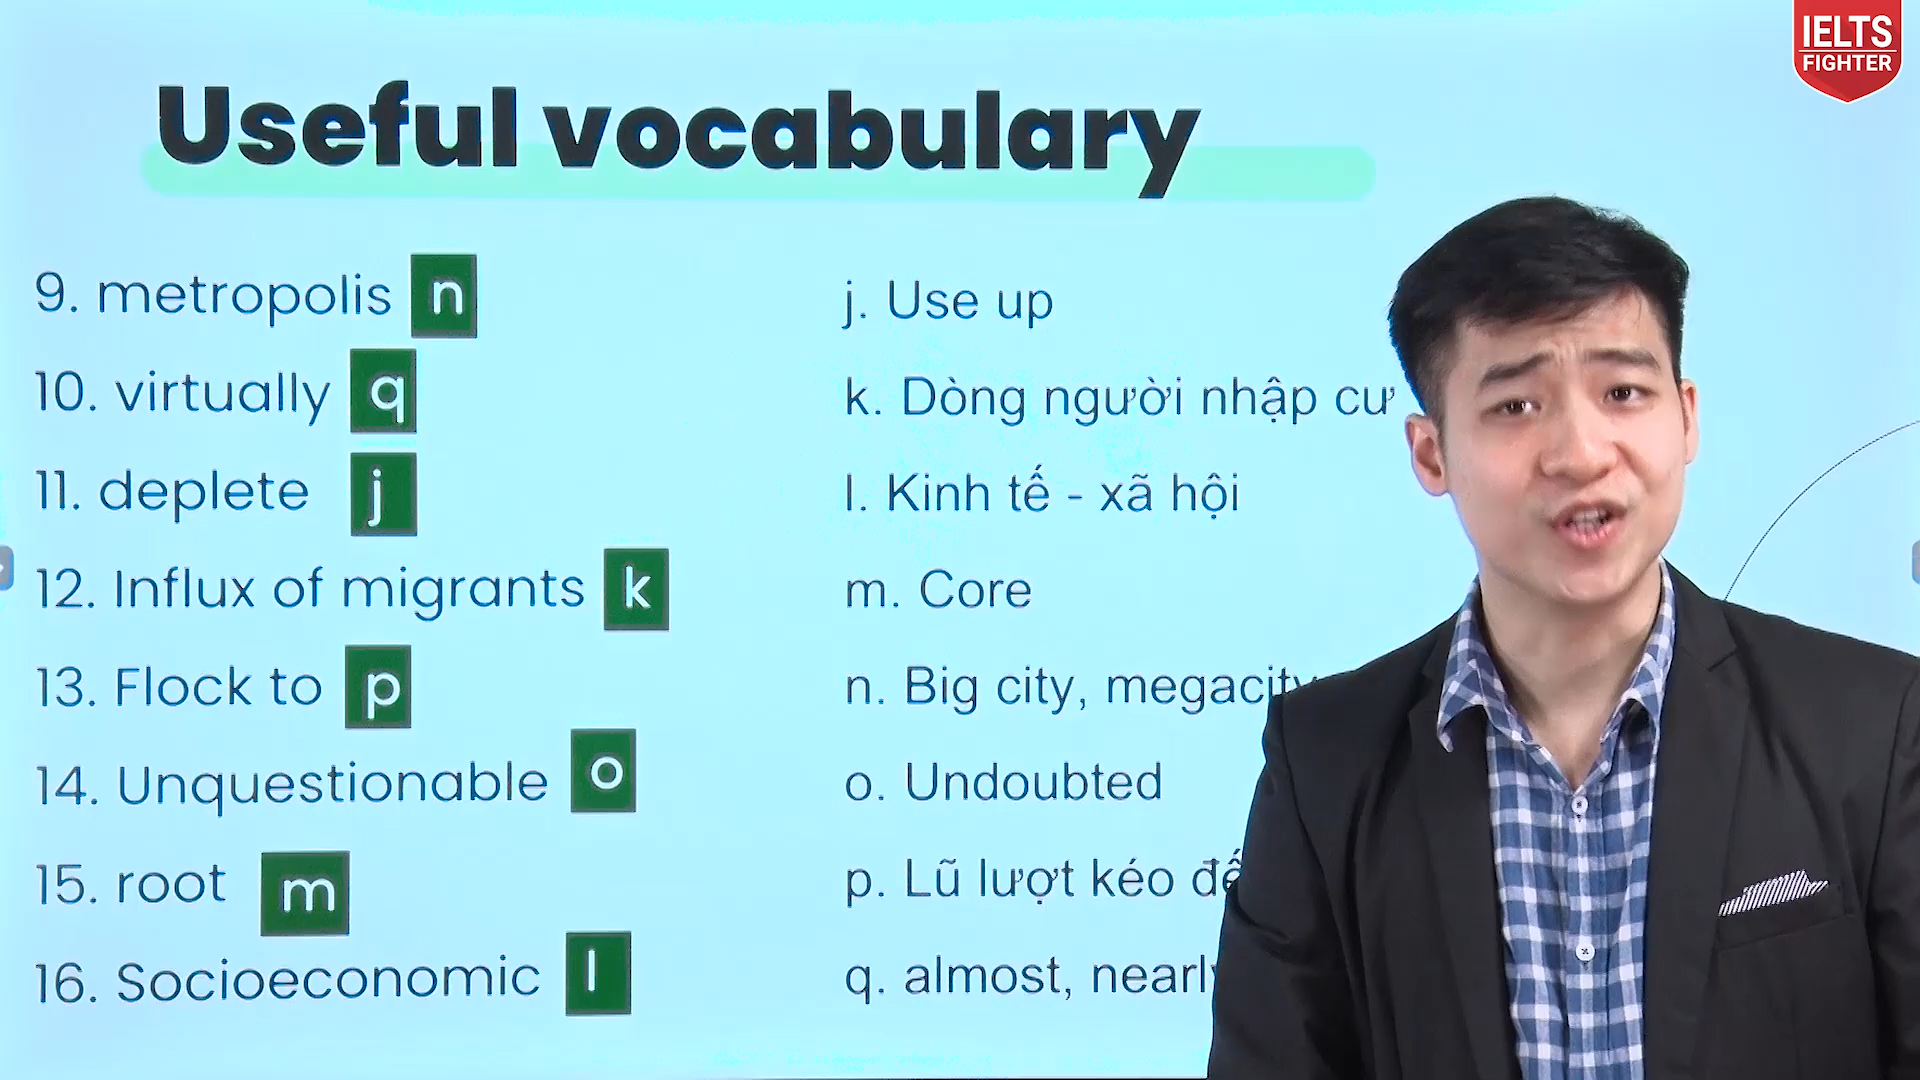 IELTS
FIGHTER
Useful vocabulary
9. metropolis n
10. virtually q
11. deplete j
12. Influx of migrants k
13. Flock to p
14. Unquestionable o
15. root m
16. Socioeconomic l
j. Use up
k. Dòng người nhập cư
l. Kinh tế - xã hội
m. Core
n. Big city, megacity
o. Undoubted
p. Lũ lượt kéo
q. almost,